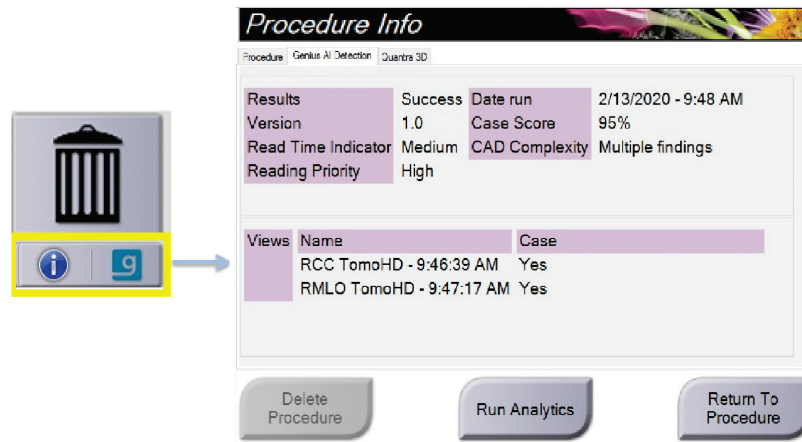 Procedure Info
Procedure Genius AI Detection Quantra 3D
Results Success Date run 2/13/2020 - 9:48 AM
Version 1.0 Case Score 95%
Read Time Indicator Medium CAD Complexity Multiple findings
Reading Priority High
i g
Views Name Case
RCC TomoHD - 9:46:39 AM Yes
RMLO TomoHD - 9:47:17 AM Yes
Delete
Procedure
Run Analytics
Return To
Procedure